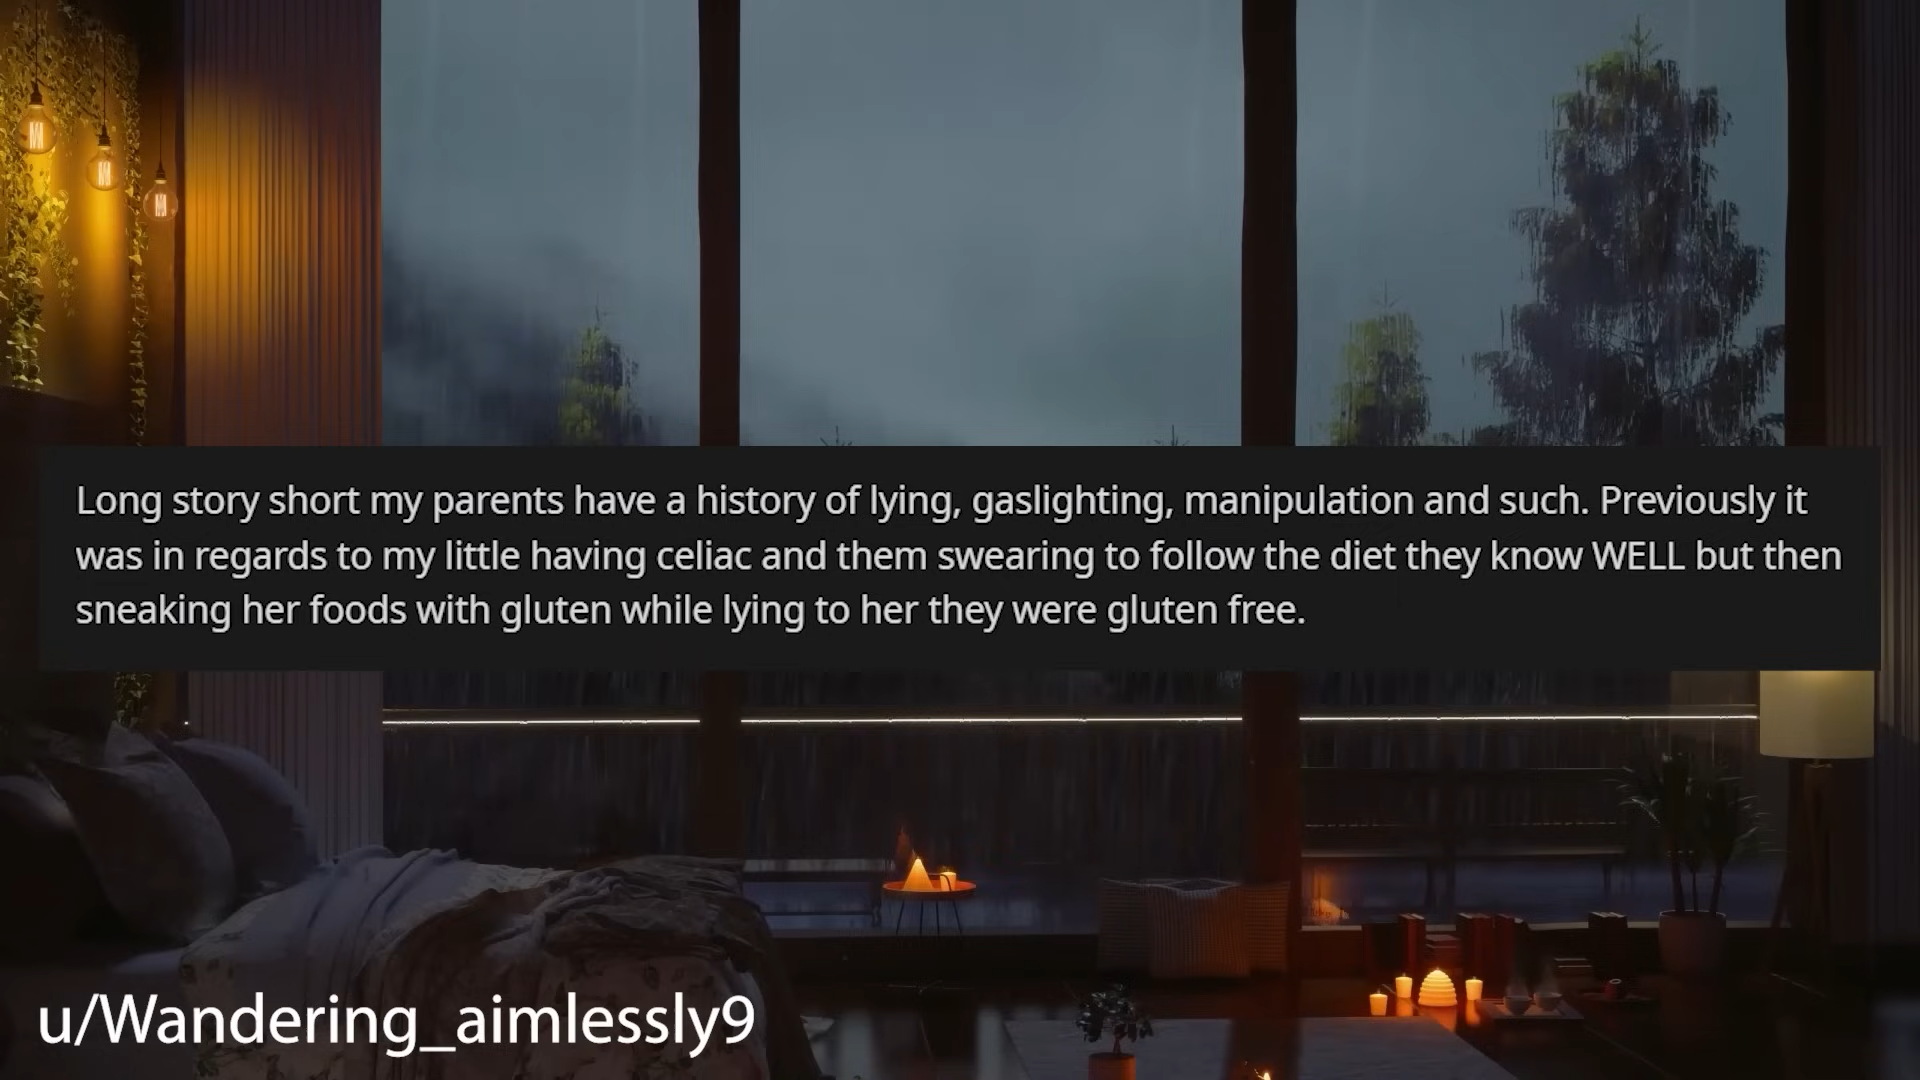 Long story short my parents have a history of lying, gaslighting, manipulation and such. Previously it
was in regards to my little having celiac and them swearing to follow the diet they know WELL but then
sneaking her foods with gluten while lying to her they were gluten free.
u/Wandering_aimlessly9